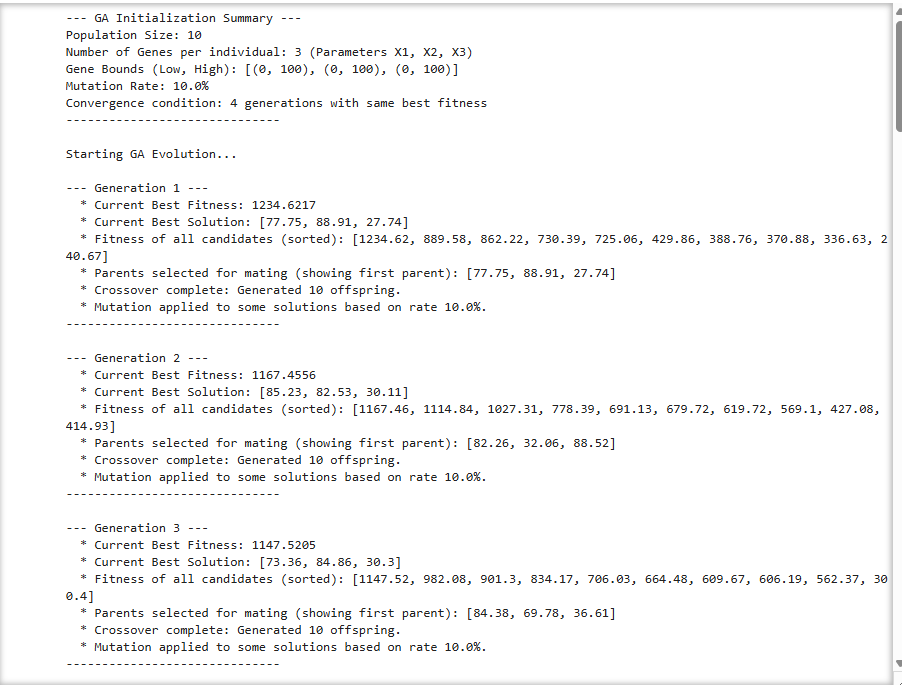 --- GA Initialization Summary ---
Population Size: 10
Number of Genes per individual: 3 (Parameters X1, X2, X3)
Gene Bounds (Low, High): [(0, 100), (0, 100), (0, 100)]
Mutation Rate: 10.0%
Convergence condition: 4 generations with same best fitness
------------------------------
Starting GA Evolution...
--- Generation 1 ---
* Current Best Fitness: 1234.6217
* Current Best Solution: [77.75, 88.91, 27.74]
* Fitness of all candidates (sorted): [1234.62, 889.58, 862.22, 730.39, 725.06, 429.86, 388.76, 370.88, 336.63, 2
40.67]
* Parents selected for mating (showing first parent): [77.75, 88.91, 27.74]
* Crossover complete: Generated 10 offspring.
* Mutation applied to some solutions based on rate 10.0%.
------------------------------
--- Generation 2 ---
* Current Best Fitness: 1167.4556
* Current Best Solution: [85.23, 82.53, 30.11]
* Fitness of all candidates (sorted): [1167.46, 1114.84, 1027.31, 778.39, 691.13, 679.72, 619.72, 569.1, 427.08,
414.93]
* Parents selected for mating (showing first parent): [82.26, 32.06, 88.52]
* Crossover complete: Generated 10 offspring.
* Mutation applied to some solutions based on rate 10.0%.
------------------------------
--- Generation 3 ---
* Current Best Fitness: 1147.5205
* Current Best Solution: [73.36, 84.86, 30.3]
* Fitness of all candidates (sorted): [1147.52, 982.08, 901.3, 834.17, 706.03, 664.48, 609.67, 606.19, 562.37, 30
0.4]
* Parents selected for mating (showing first parent): [84.38, 69.78, 36.61]
* Crossover complete: Generated 10 offspring.
* Mutation applied to some solutions based on rate 10.0%.
------------------------------